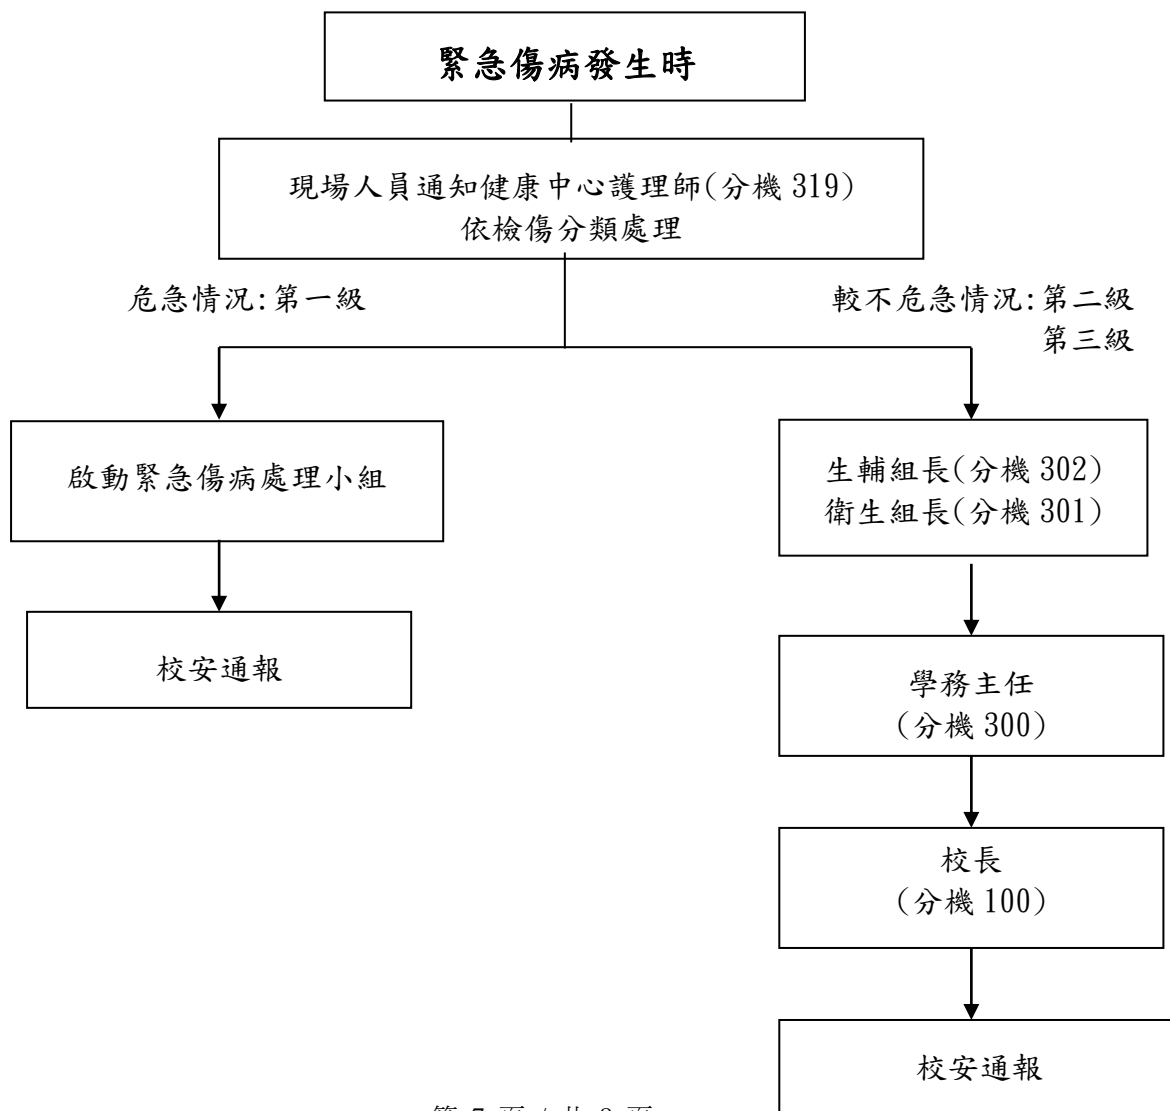 緊急傷病發生時
現場人員通知健康中心護理師(分機 319)
依檢傷分類處理
危急情況:第一級
較不危急情況:第二級
第三級
啟動緊急傷病處理小組
校安通報
生輔組長(分機 302)
衛生組長(分機 301)
學務主任
(分機 300)
校長
(分機 100)
校安通報